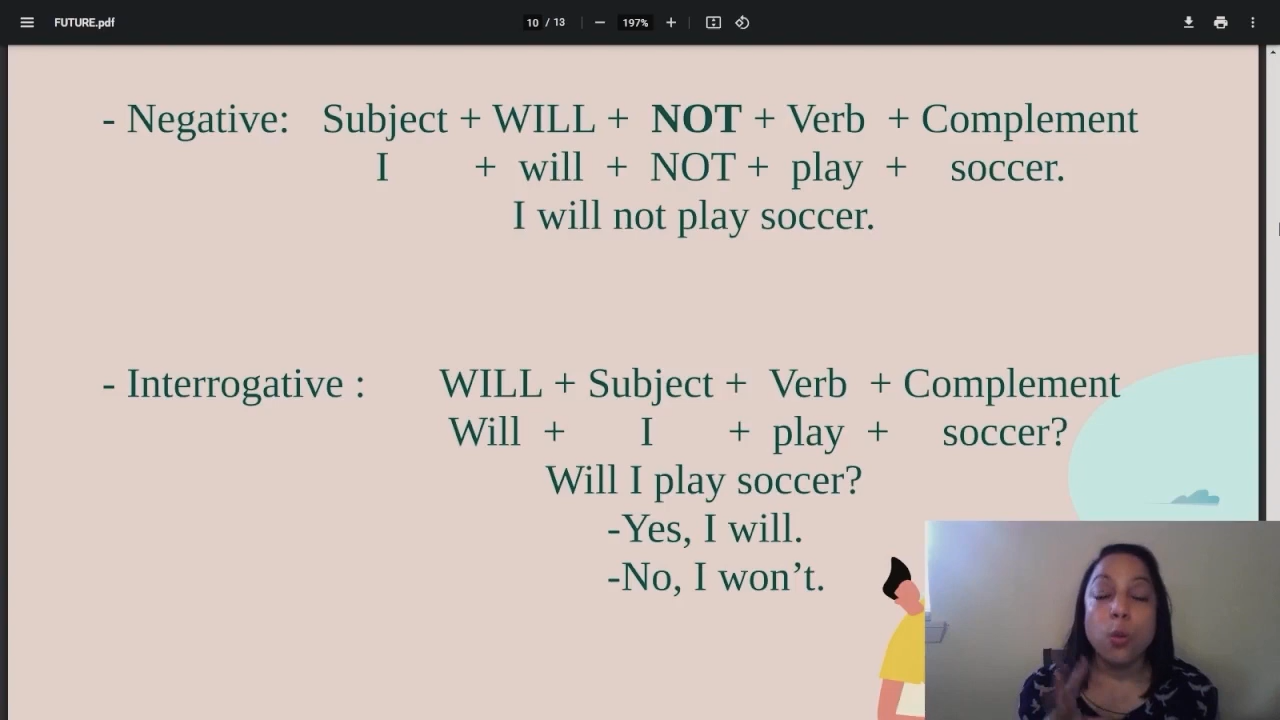 FUTURE.pdf
10 / 13
197%
- Negative: Subject + WILL + NOT + Verb + Complement
I + will + NOT + play + soccer.
I will not play soccer.
- Interrogative : WILL + Subject + Verb + Complement
Will + I + play + soccer?
Will I play soccer?
-Yes, I will.
-No, I won’t.